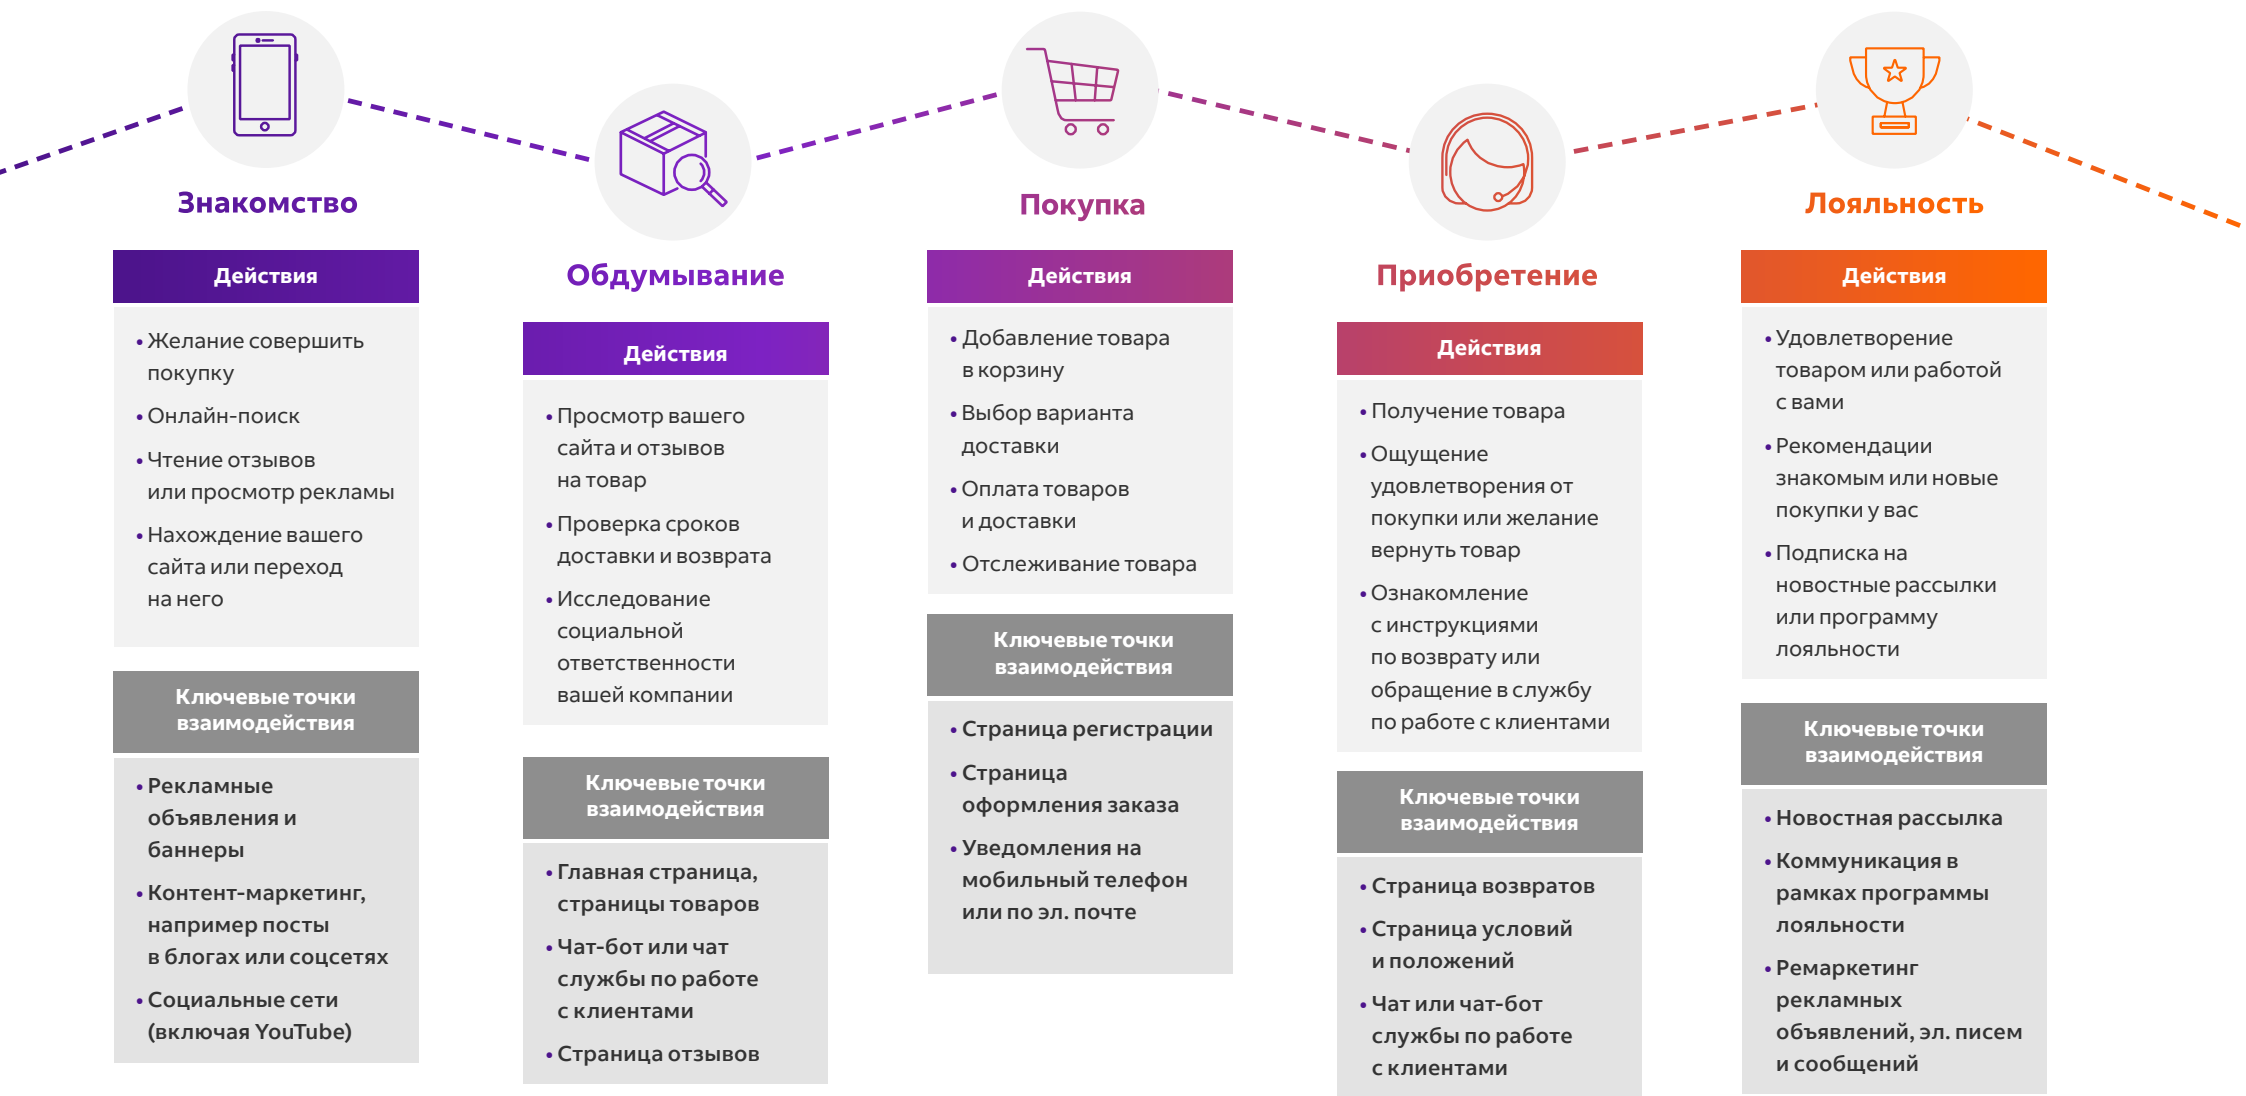 Знакомство
Действия
• Желание совершить
покупку
• Онлайн-поиск
• Чтение отзывов
или просмотр рекламы
• Нахождение вашего
сайта или переход
на него
Ключевые точки
взаимодействия
• Рекламные
объявления и
баннеры
• Контент-маркетинг,
например посты
в блогах или соцсетях
• Социальные сети
(включая YouTube)
Обдумывание
Действия
• Просмотр вашего
сайта и отзывов
на товар
• Проверка сроков
доставки и возврата
• Исследование
социальной
ответственности
вашей компании
Ключевые точки
взаимодействия
• Главная страница,
страницы товаров
• Чат-бот или чат
службы по работе
с клиентами
• Страница отзывов
Покупка
Действия
• Добавление товара
в корзину
• Выбор варианта
доставки
• Оплата товаров
и доставки
• Отслеживание товара
Ключевые точки
взаимодействия
• Страница регистрации
• Страница
оформления заказа
• Уведомления на
мобильный телефон
или по эл. почте
Приобретение
Действия
• Получение товара
• Ощущение
удовлетворения от
покупки или желание
вернуть товар
• Ознакомление
с инструкциями
по возврату или
обращение в службу
по работе с клиентами
Ключевые точки
взаимодействия
• Страница возвратов
• Страница условий
и положений
• Чат или чат-бот
службы по работе
с клиентами
Лояльность
Действия
• Удовлетворение
товаром или работой
с вами
• Рекомендации
знакомым или новые
покупки у вас
• Подписка на
новостные рассылки
или программу
лояльности
Ключевые точки
взаимодействия
• Новостная рассылка
• Коммуникация в
рамках программы
лояльности
• Ремаркетинг
рекламных
объявлений, эл. писем
и сообщений